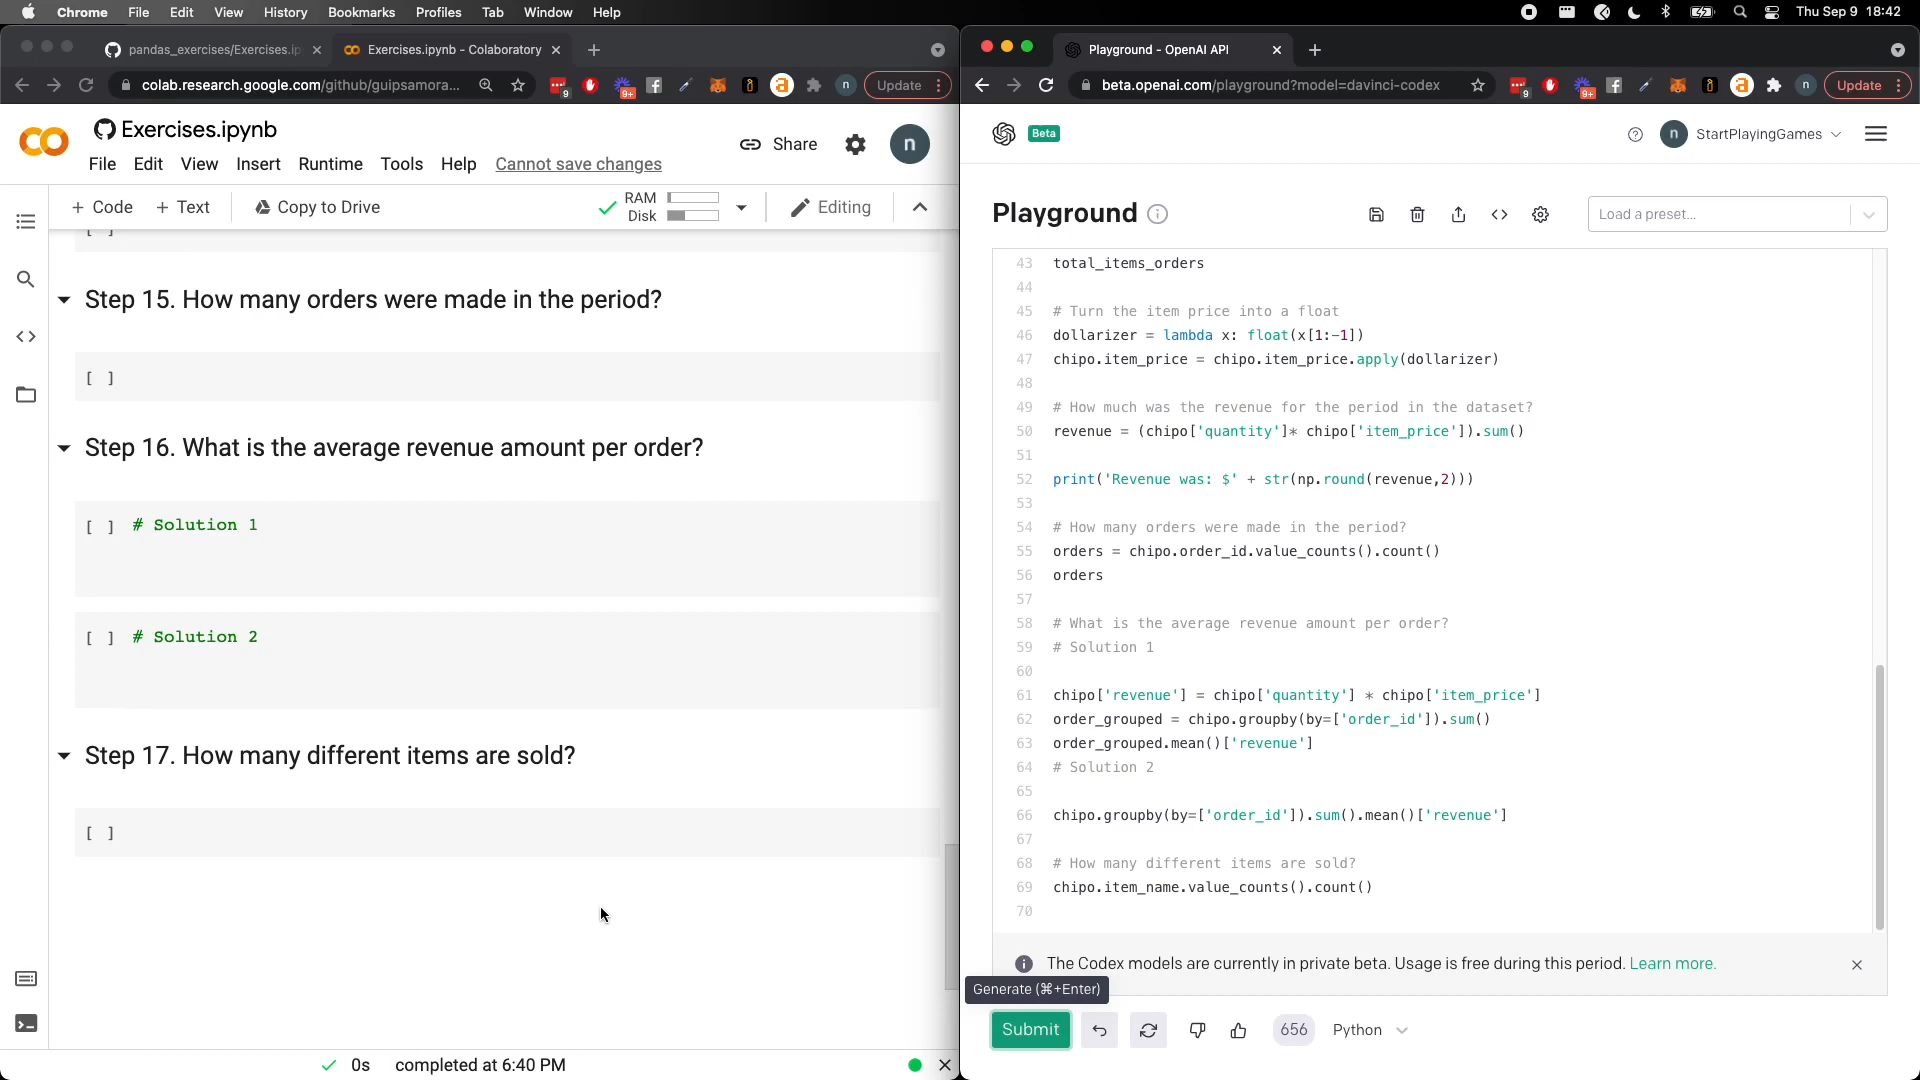 Chrome File Edit View History Bookmarks Profiles Tab Window Help
Thu Sep 9 18:42
pandas_exercises/Exercises.ip
Exercises.ipynb - Colaboratory
colab.research.google.com/github/guipsamora...
9
9+
n
Update
Exercises.ipynb
File Edit View Insert Runtime Tools Help Cannot save changes
Share
n
+ Code + Text
Copy to Drive
RAM
Disk
Editing
[ ]
Step 15. How many orders were made in the period?
[ ]
Step 16. What is the average revenue amount per order?
[ ] # Solution 1
[ ] # Solution 2
Step 17. How many different items are sold?
[ ]
0s completed at 6:40 PM
Playground - OpenAI API
beta.openai.com/playground?model=davinci-codex
9
9+
n
Update
Beta
n StartPlayingGames
Playground
Load a preset...
43 total_items_orders
44
45 # Turn the item price into a float
46 dollarizer = lambda x: float(x[1:-1])
47 chipo.item_price = chipo.item_price.apply(dollarizer)
48
49 # How much was the revenue for the period in the dataset?
50 revenue = (chipo['quantity']* chipo['item_price']).sum()
51
52 print('Revenue was: $' + str(np.round(revenue,2)))
53
54 # How many orders were made in the period?
55 orders = chipo.order_id.value_counts().count()
56 orders
57
58 # What is the average revenue amount per order?
59 # Solution 1
60
61 chipo['revenue'] = chipo['quantity'] * chipo['item_price']
62 order_grouped = chipo.groupby(by=['order_id']).sum()
63 order_grouped.mean()['revenue']
64 # Solution 2
65
66 chipo.groupby(by=['order_id']).sum().mean()['revenue']
67
68 # How many different items are sold?
69 chipo.item_name.value_counts().count()
70
The Codex models are currently in private beta. Usage is free during this period. Learn more.
Generate (⌘+Enter)
Submit
656
Python